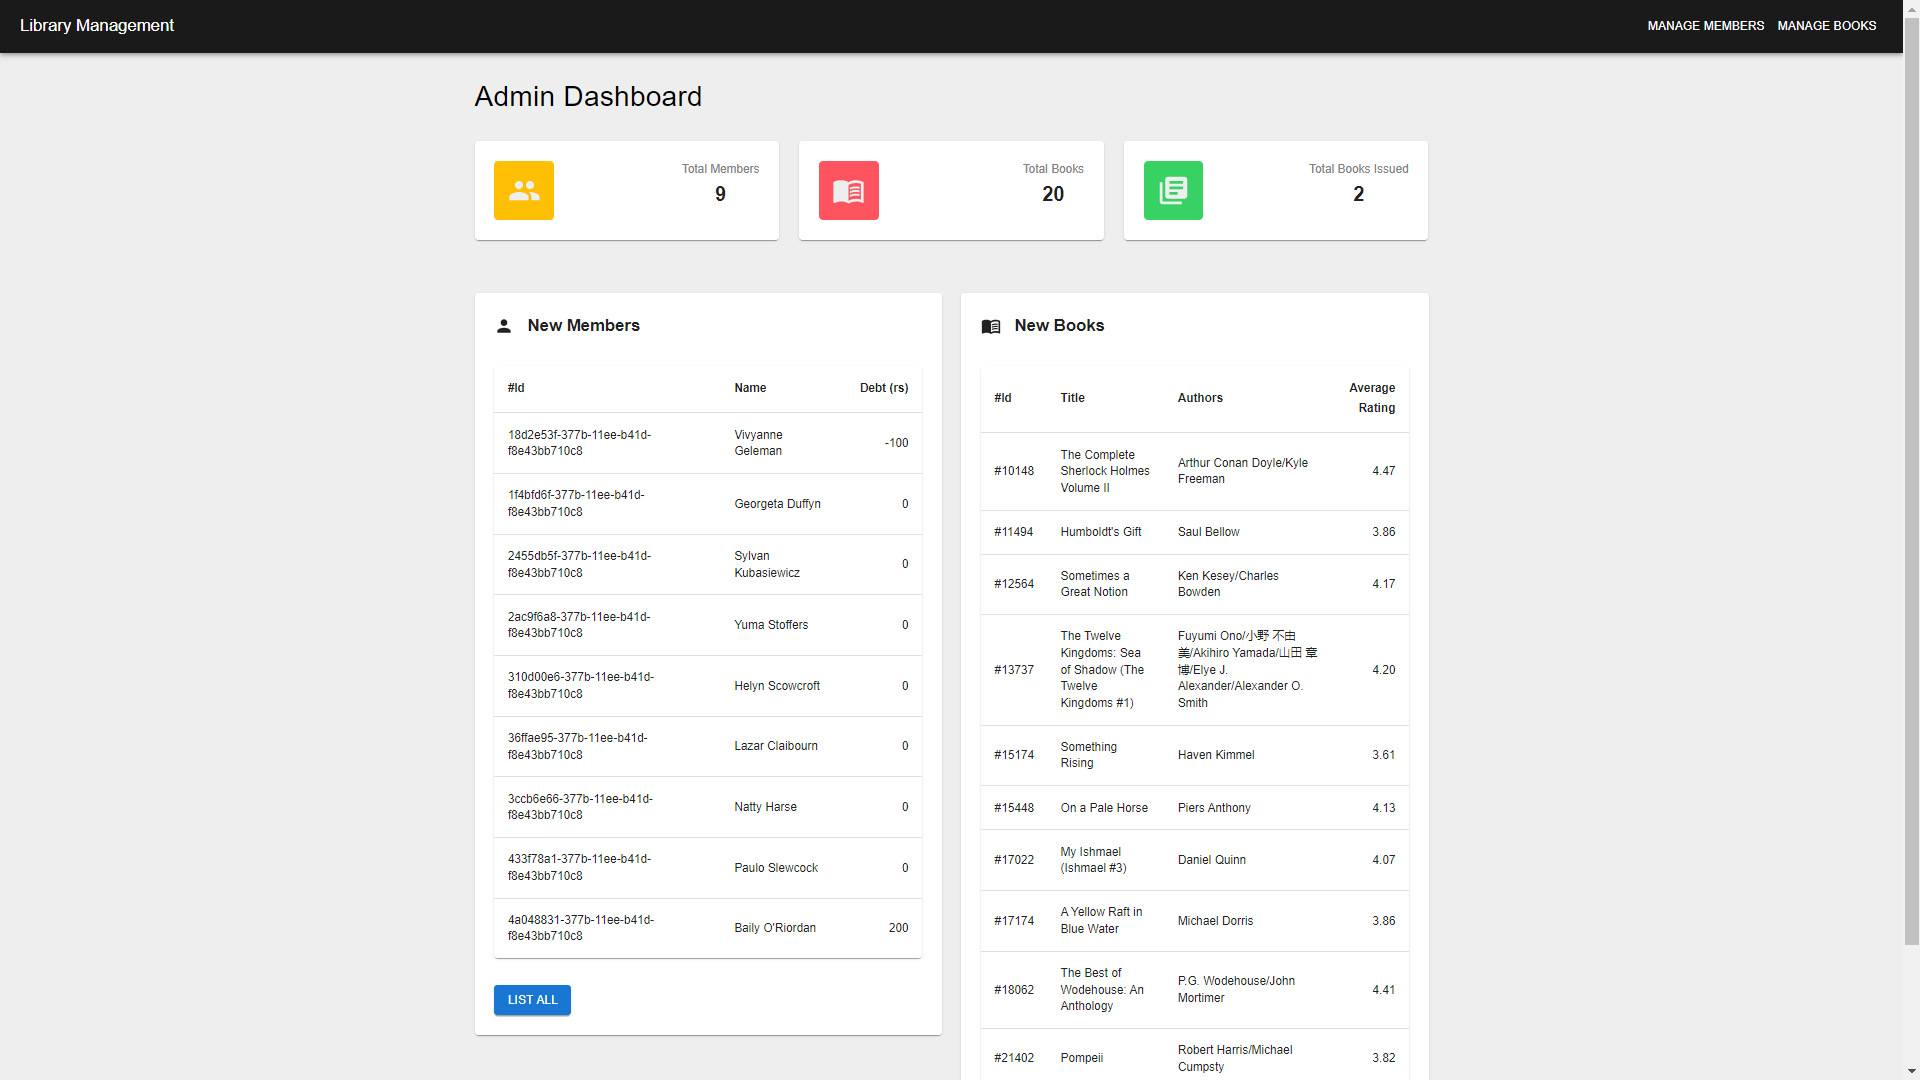 Library Management
MANAGE MEMBERS MANAGE BOOKS
Admin Dashboard
Total Members
9
Total Books
20
Total Books Issued
2
New Members
#Id Name Debt (rs)
18d2e53f-377b-11ee-b41d-
f8e43bb710c8
Vivyanne
Geleman
-100
1f4bfd6f-377b-11ee-b41d-
f8e43bb710c8
Georgeta Duffyn
0
2455db5f-377b-11ee-b41d-
f8e43bb710c8
Sylvan
Kubasiewicz
0
2ac9f6a8-377b-11ee-b41d-
f8e43bb710c8
Yuma Stoffers
0
310d00e6-377b-11ee-b41d-
f8e43bb710c8
Helyn Scowcroft
0
36ffae95-377b-11ee-b41d-
f8e43bb710c8
Lazar Claibourn
0
3ccb6e66-377b-11ee-b41d-
f8e43bb710c8
Natty Harse
0
433f78a1-377b-11ee-b41d-
f8e43bb710c8
Paulo Slewcock
0
4a048831-377b-11ee-b41d-
f8e43bb710c8
Baily O'Riordan
200
LIST ALL
New Books
#Id Title Authors
Average
Rating
#10148
The Complete
Sherlock Holmes
Volume II
Arthur Conan Doyle/Kyle
Freeman
4.47
#11494
Humboldt's Gift
Saul Bellow
3.86
#12564
Sometimes a
Great Notion
Ken Kesey/Charles
Bowden
4.17
#13737
The Twelve
Kingdoms: Sea
of Shadow (The
Twelve
Kingdoms #1)
Fuyumi Ono/小野 不由
美/Akihiro Yamada/山田 章
博/Elye J.
Alexander/Alexander O.
Smith
4.20
#15174
Something
Rising
Haven Kimmel
3.61
#15448
On a Pale Horse
Piers Anthony
4.13
#17022
My Ishmael
(Ishmael #3)
Daniel Quinn
4.07
#17174
A Yellow Raft in
Blue Water
Michael Dorris
3.86
#18062
The Best of
Wodehouse: An
Anthology
P.G. Wodehouse/John
Mortimer
4.41
#21402
Pompeii
Robert Harris/Michael
Cumpsty
3.82